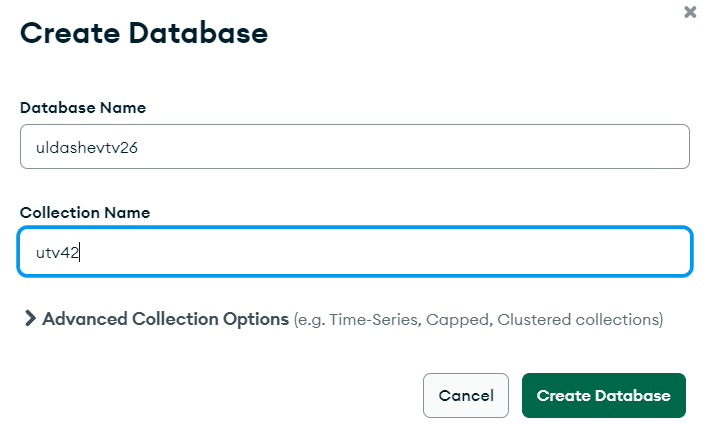 Create Database
Database Name
uldashevtv26
Collection Name
utv42
Advanced Collection Options (e.g. Time-Series, Capped, Clustered collections)
Cancel
Create Database